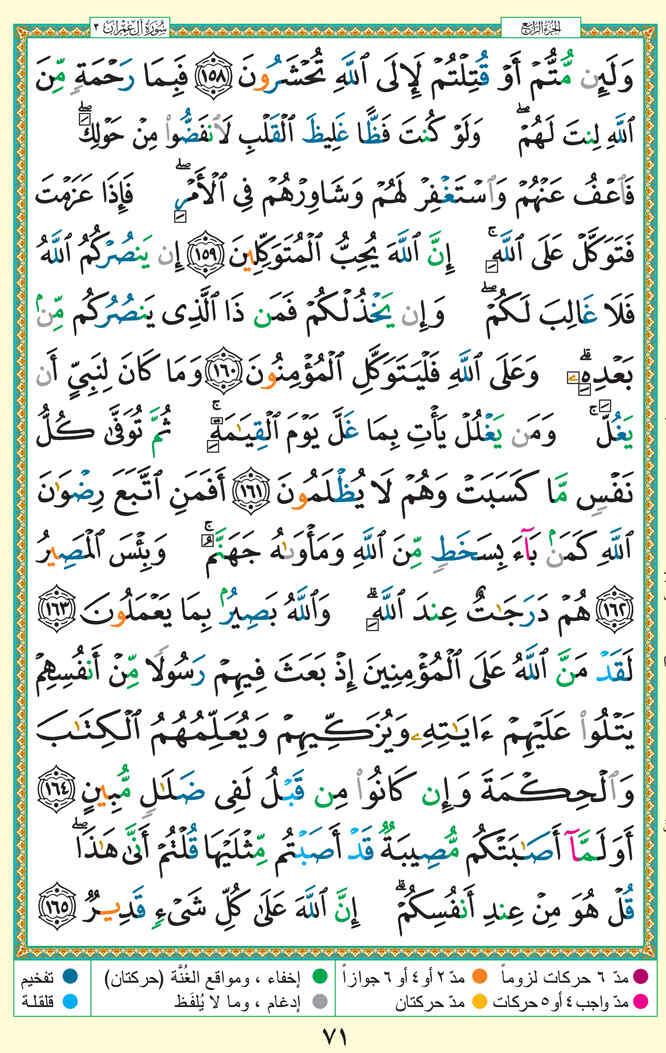 الجزء الرابع
سورة آل عمران ٣
وَلَئِن مُّتُّمْ أَوْ قُتِلْتُمْ لَإِلَى ٱللَّهِ تُحْشَرُونَ ١٥٨ فَبِمَا رَحْمَةٍ مِّنَ
ٱللَّهِ لِنتَ لَهُمْ ۖ وَلَوْ كُنتَ فَظًّا غَلِيظَ ٱلْقَلْبِ لَٱنفَضُّوا۟ مِنْ حَوْلِكَ ۖ
فَٱعْفُ عَنْهُمْ وَٱسْتَغْفِرْ لَهُمْ وَشَاوِرْهُمْ فِى ٱلْأَمْرِ ۖ فَإِذَا عَزَمْتَ
فَتَوَكَّلْ عَلَى ٱللَّهِ ۚ إِنَّ ٱللَّهَ يُحِبُّ ٱلْمُتَوَكِّلِينَ ١٥٩ إِن يَنصُرْكُمُ ٱللَّهُ
فَلَا غَالِبَ لَكُمْ ۖ وَإِن يَخْذُلْكُمْ فَمَن ذَا ٱلَّذِى يَنصُرُكُم مِّنۢ
بَعْدِهِۦ ۗ وَعَلَى ٱللَّهِ فَلْيَتَوَكَّلِ ٱلْمُؤْمِنُونَ ١٦٠ وَمَا كَانَ لِنَبِىٍّ أَن
يَغُلَّ ۚ وَمَن يَغْلُلْ يَأْتِ بِمَا غَلَّ يَوْمَ ٱلْقِيَٰمَةِ ۚ ثُمَّ تُوَفَّىٰ كُلُّ
نَفْسٍ مَّا كَسَبَتْ وَهُمْ لَا يُظْلَمُونَ ١٦١ أَفَمَنِ ٱتَّبَعَ رِضْوَٰنَ
ٱللَّهِ كَمَنۢ بَآءَ بِسَخَطٍ مِّنَ ٱللَّهِ وَمَأْوَىٰهُ جَهَنَّمُ ۚ وَبِئْسَ ٱلْمَصِيرُ
١٦٢ هُمْ دَرَجَٰتٌ عِندَ ٱللَّهِ ۗ وَٱللَّهُ بَصِيرٌۢ بِمَا يَعْمَلُونَ ١٦٣
لَقَدْ مَنَّ ٱللَّهُ عَلَى ٱلْمُؤْمِنِينَ إِذْ بَعَثَ فِيهِمْ رَسُولًا مِّنْ أَنفُسِهِمْ
يَتْلُوا۟ عَلَيْهِمْ ءَايَٰتِهِۦ وَيُزَكِّيهِمْ وَيُعَلِّمُهُمُ ٱلْكِتَٰبَ
وَٱلْحِكْمَةَ وَإِن كَانُوا۟ مِن قَبْلُ لَفِى ضَلَٰلٍ مُّبِينٍ ١٦٤
أَوَلَمَّآ أَصَٰبَتْكُم مُّصِيبَةٌ قَدْ أَصَبْتُم مِّثْلَيْهَا قُلْتُمْ أَنَّىٰ هَٰذَا ۖ
قُلْ هُوَ مِنْ عِندِ أَنفُسِكُمْ ۗ إِنَّ ٱللَّهَ عَلَىٰ كُلِّ شَىْءٍ قَدِيرٌ ١٦٥
مدّ ٦ حركات لزوماً مدّ ٢ أو ٤ أو ٦ جوازاً إخفاء ، ومواقع الغُنَّة (حركتان) تفخيم
مدّ واجب ٤ أو ٥ حركات مدّ حركتان إدغام ، وما لا يُلفَظ قلقلة
٧١